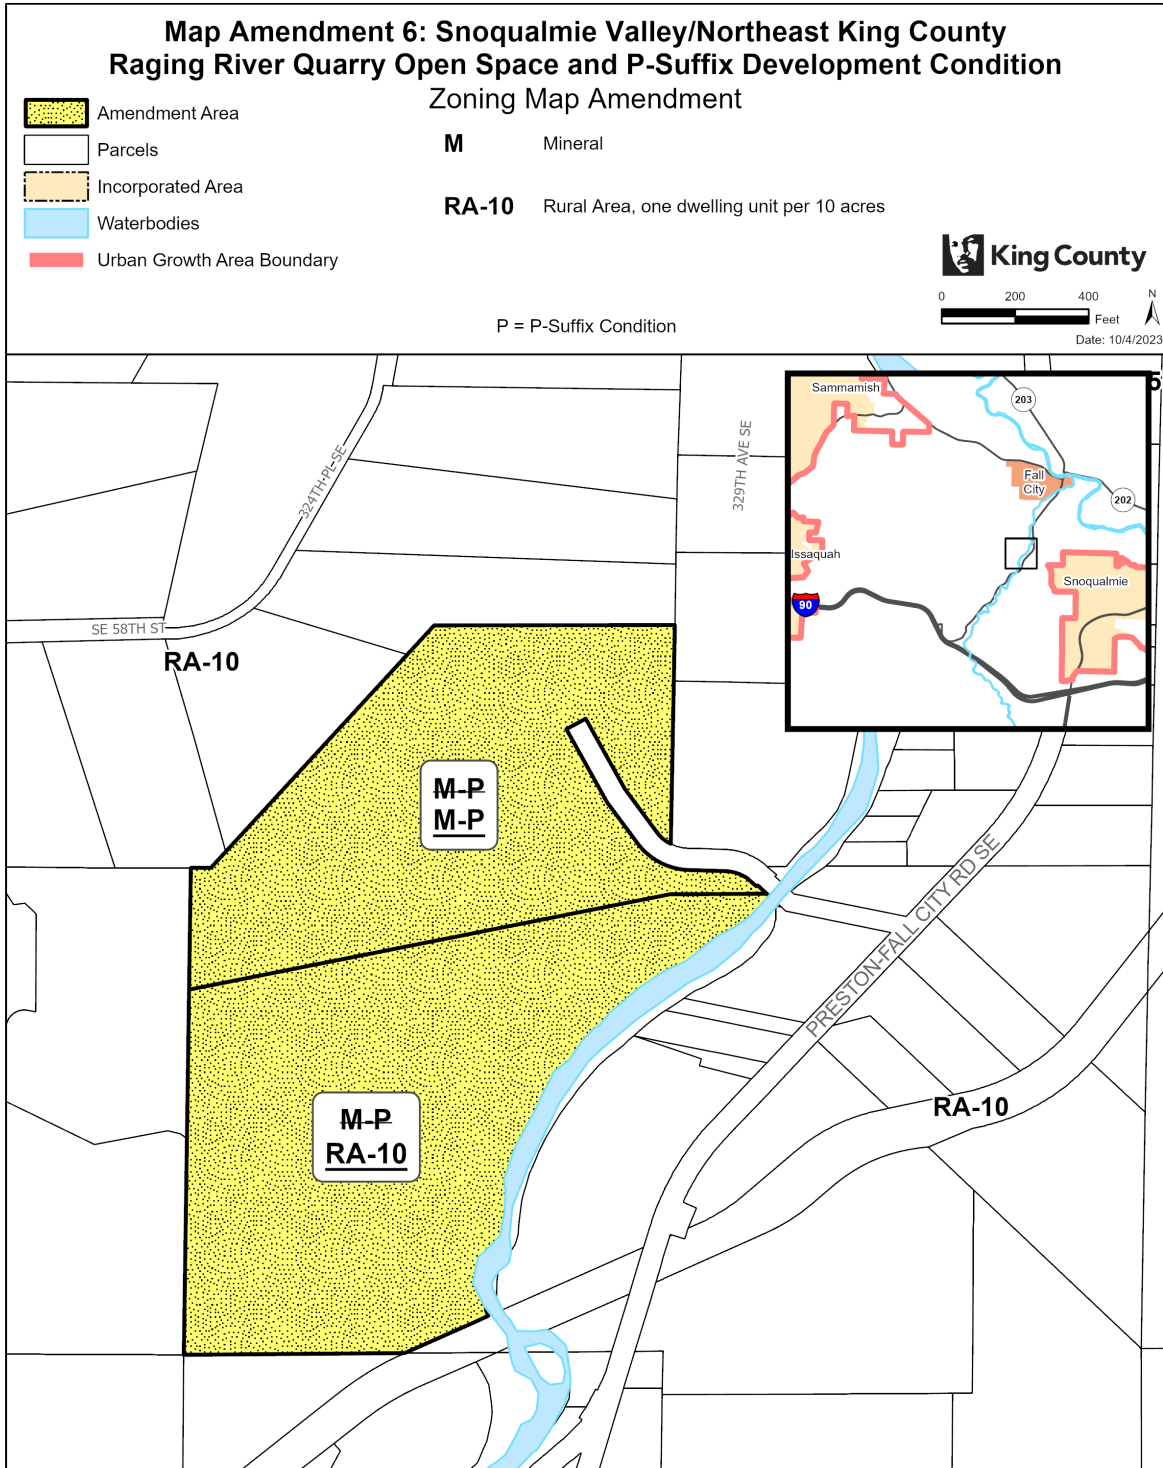 Map Amendment 6: Snoqualmie Valley/Northeast King County
Raging River Quarry Open Space and P-Suffix Development Condition
Zoning Map Amendment
Amendment Area
Parcels
Incorporated Area
Waterbodies
Urban Growth Area Boundary
M Mineral
RA-10 Rural Area, one dwelling unit per 10 acres
P = P-Suffix Condition
King County
0 200 400
Feet
N
Date: 10/4/2023
Sammamish
203
Fall
City
202
Issaquah
Snoqualmie
90
324TH PL SE
329TH AVE SE
SE 58TH ST
RA-10
M-P
M-P
PRESTON-FALL CITY RD SE
M-P
RA-10
RA-10